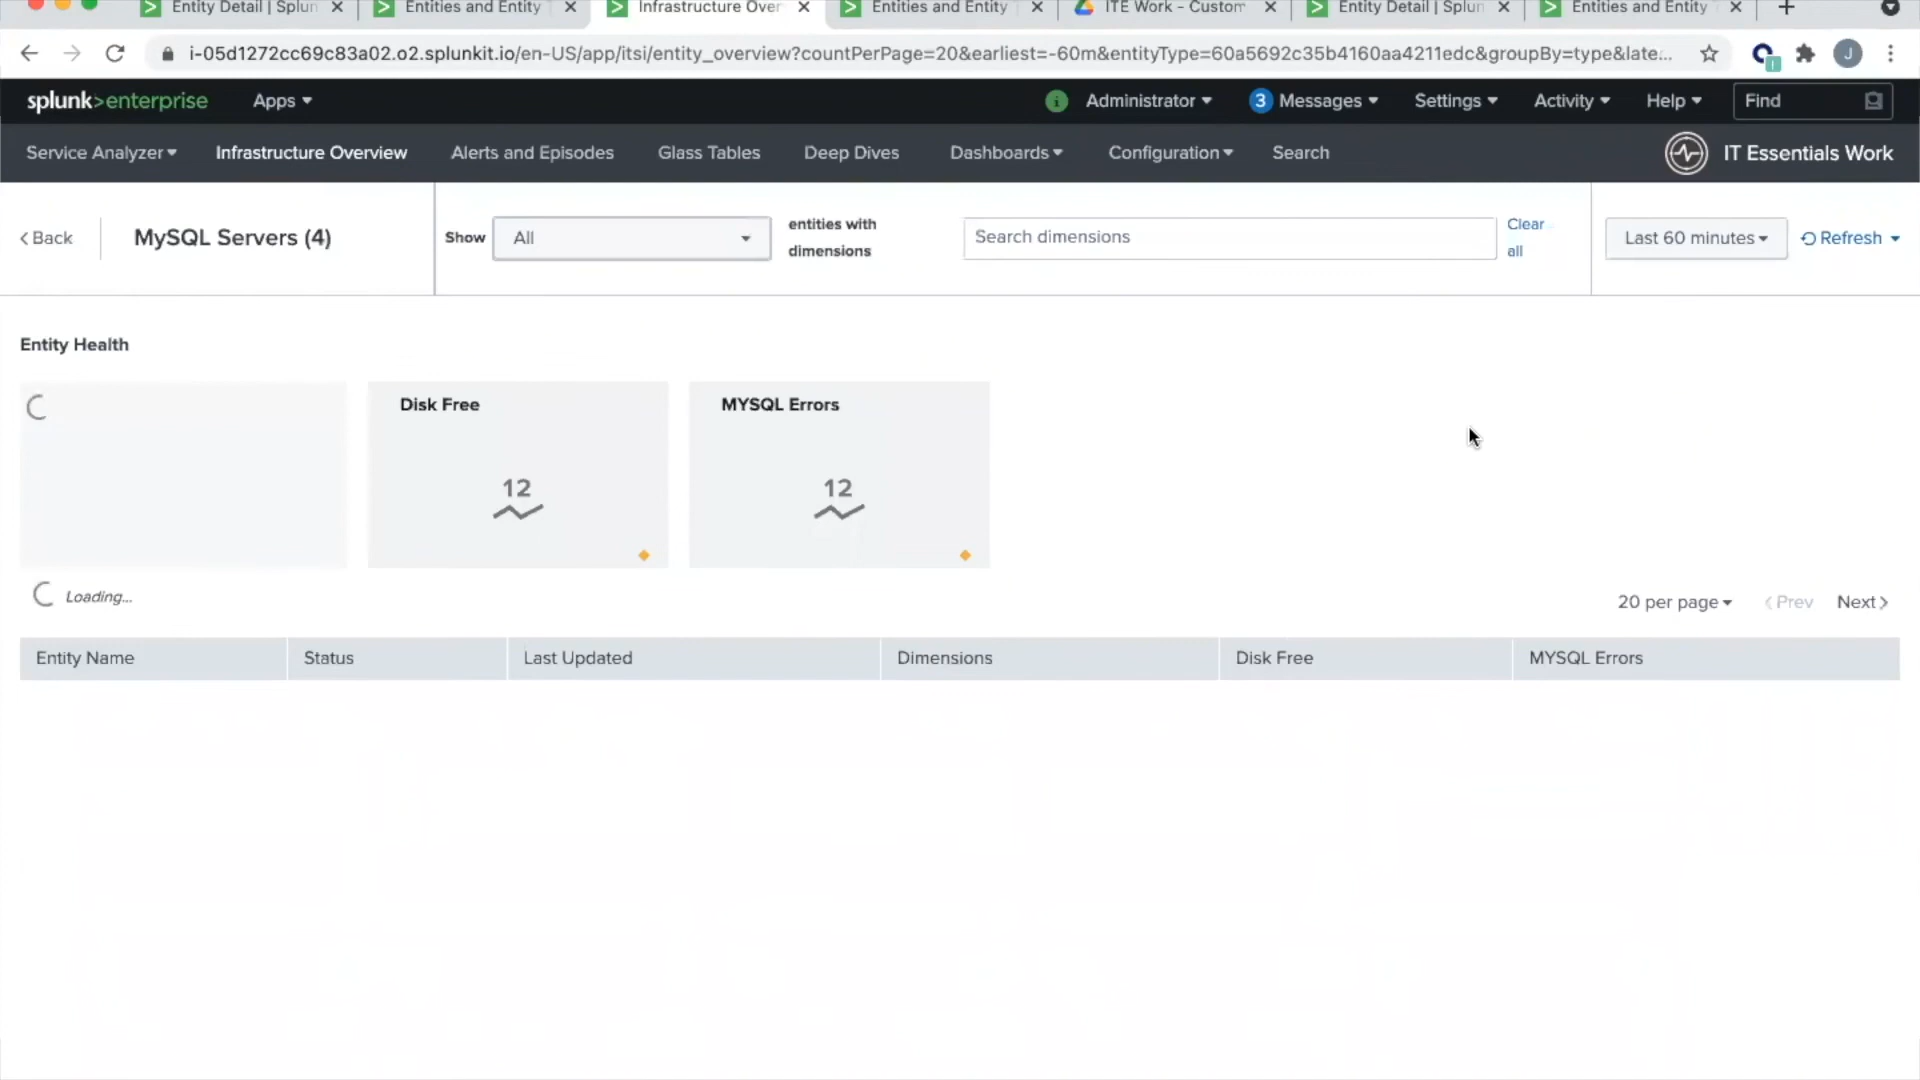 Entity Detail | Splun
Entities and Entity T
Infrastructure Over
Entities and Entity T
ITE Work - Custom
Entity Detail | Splun
Entities and Entity T
i-05d1272cc69c83a02.o2.splunkit.io/en-US/app/itsi/entity_overview?countPerPage=20&earliest=-60m&entityType=60a5692c35b4160aa4211edc&groupBy=type&late...
J
splunk>enterprise
Apps
i
Administrator
3 Messages
Settings
Activity
Help
Find
Service Analyzer
Infrastructure Overview
Alerts and Episodes
Glass Tables
Deep Dives
Dashboards
Configuration
Search
IT Essentials Work
Back
MySQL Servers (4)
Show
All
entities with
dimensions
Search dimensions
Clear
all
Last 60 minutes
Refresh
Entity Health
Disk Free
12
MYSQL Errors
12
Loading...
20 per page
Prev
Next
Entity Name
Status
Last Updated
Dimensions
Disk Free
MYSQL Errors